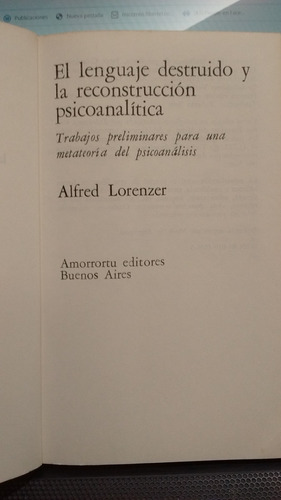 Publicaciones
El lenguaje destruido y
la reconstrucción
psicoanalítica
Trabajos preliminares para una
metateoría del psicoanálisis
Alfred Lorenzer
Amorrortu editores
Buenos Aires